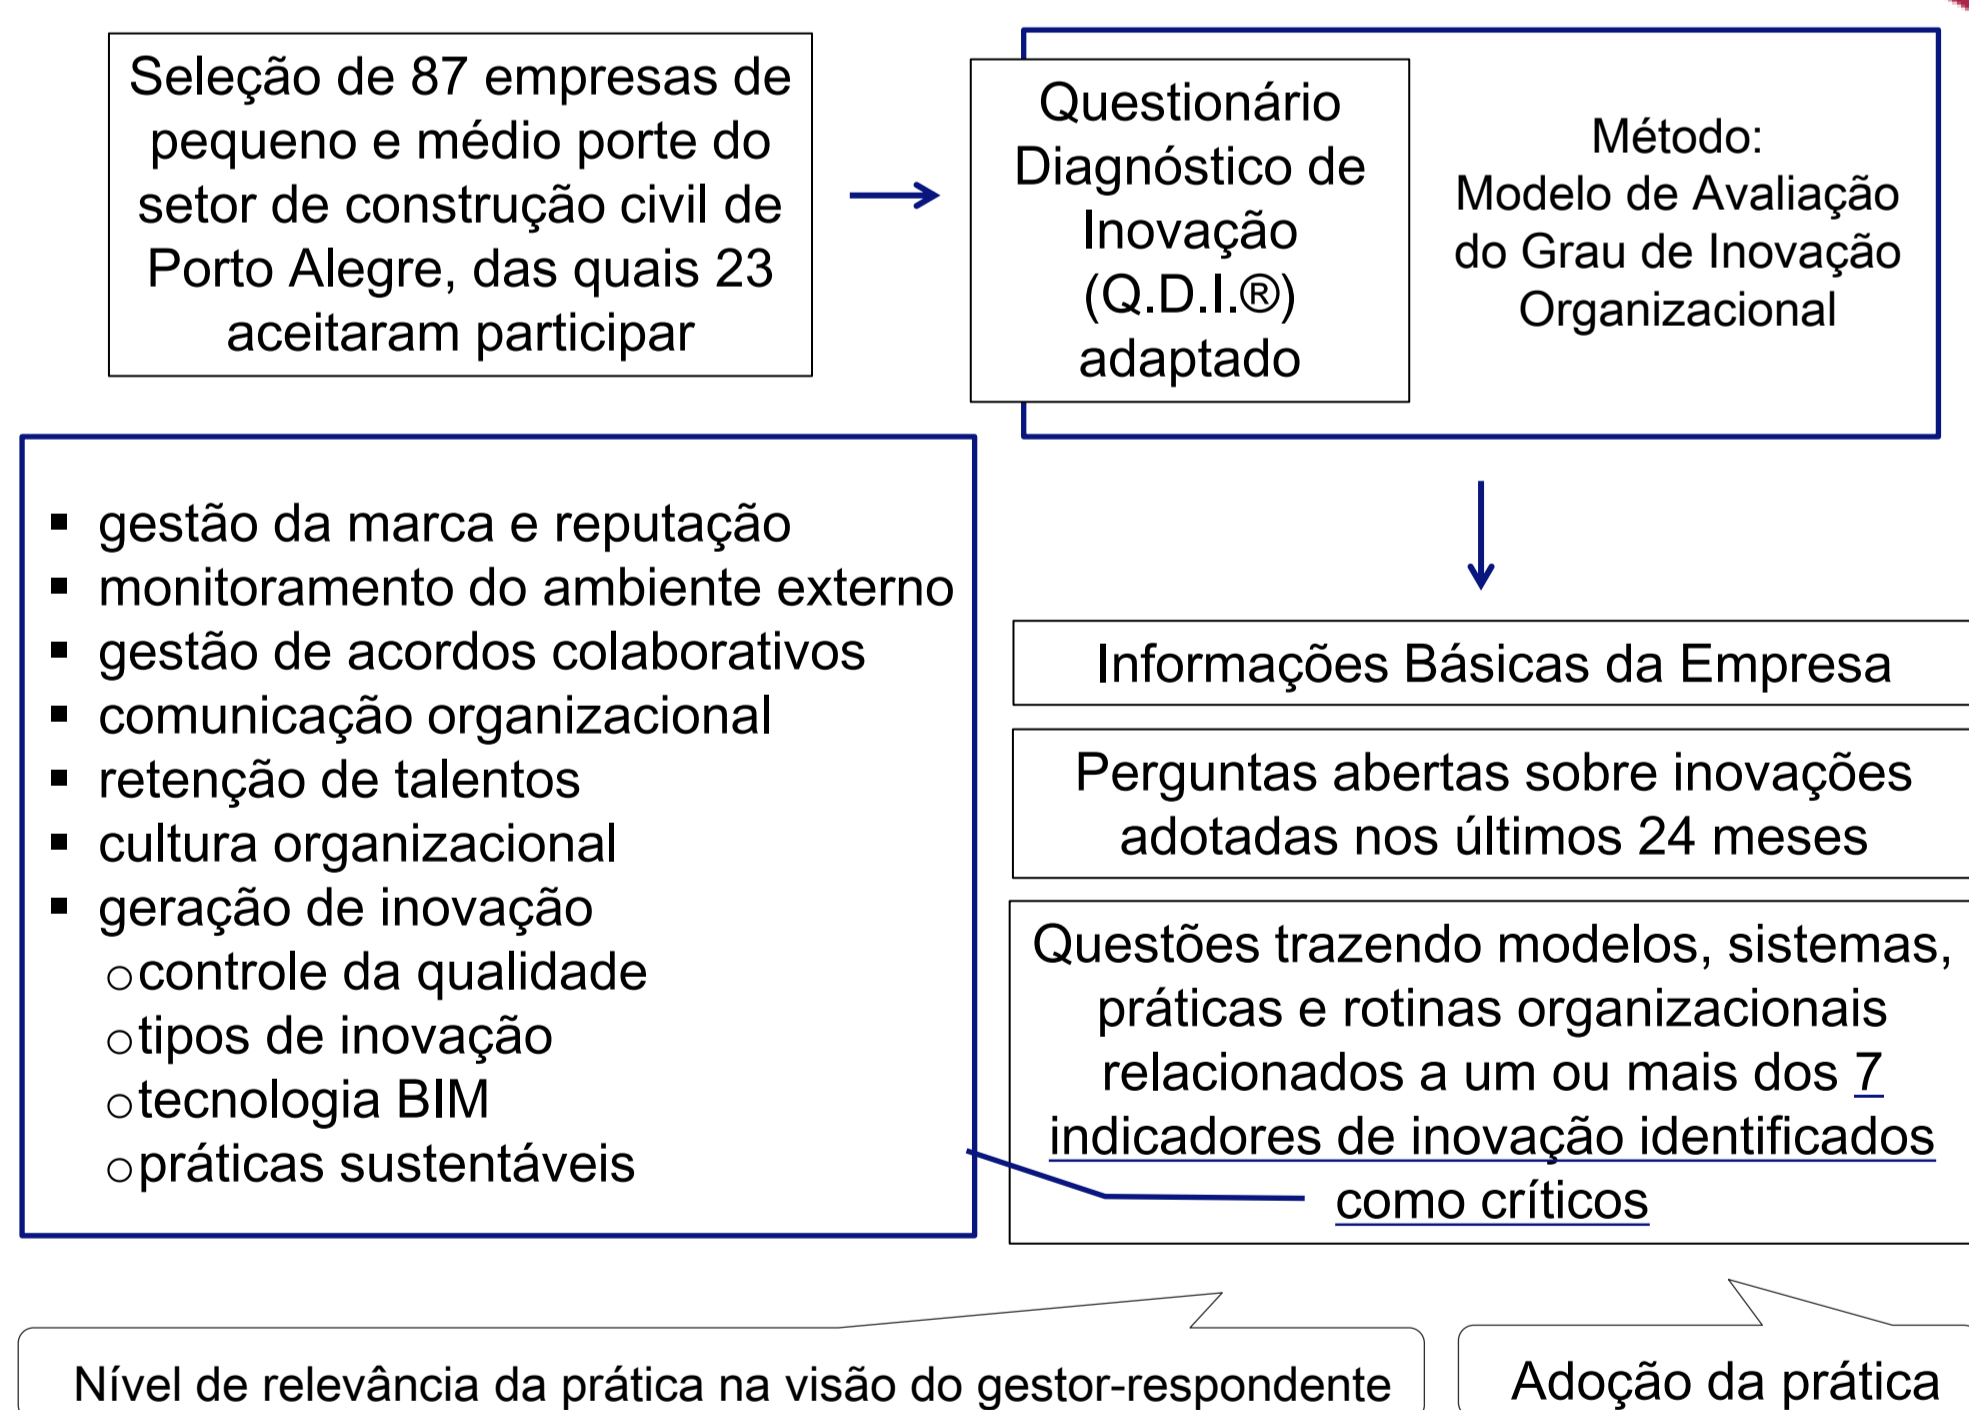 Seleção de 87 empresas de
pequeno e médio porte do
setor de construção civil de
Porto Alegre, das quais 23
aceitaram participar
Questionário
Diagnóstico de
Inovação
(Q.D.I.®)
adaptado
Método:
Modelo de Avaliação
do Grau de Inovação
Organizacional
▪ gestão da marca e reputação
▪ monitoramento do ambiente externo
▪ gestão de acordos colaborativos
▪ comunicação organizacional
▪ retenção de talentos
▪ cultura organizacional
▪ geração de inovação
○controle da qualidade
○tipos de inovação
○tecnologia BIM
○práticas sustentáveis
Informações Básicas da Empresa
Perguntas abertas sobre inovações
adotadas nos últimos 24 meses
Questões trazendo modelos, sistemas,
práticas e rotinas organizacionais
relacionados a um ou mais dos 7
indicadores de inovação identificados
como críticos
Nível de relevância da prática na visão do gestor-respondente
Adoção da prática